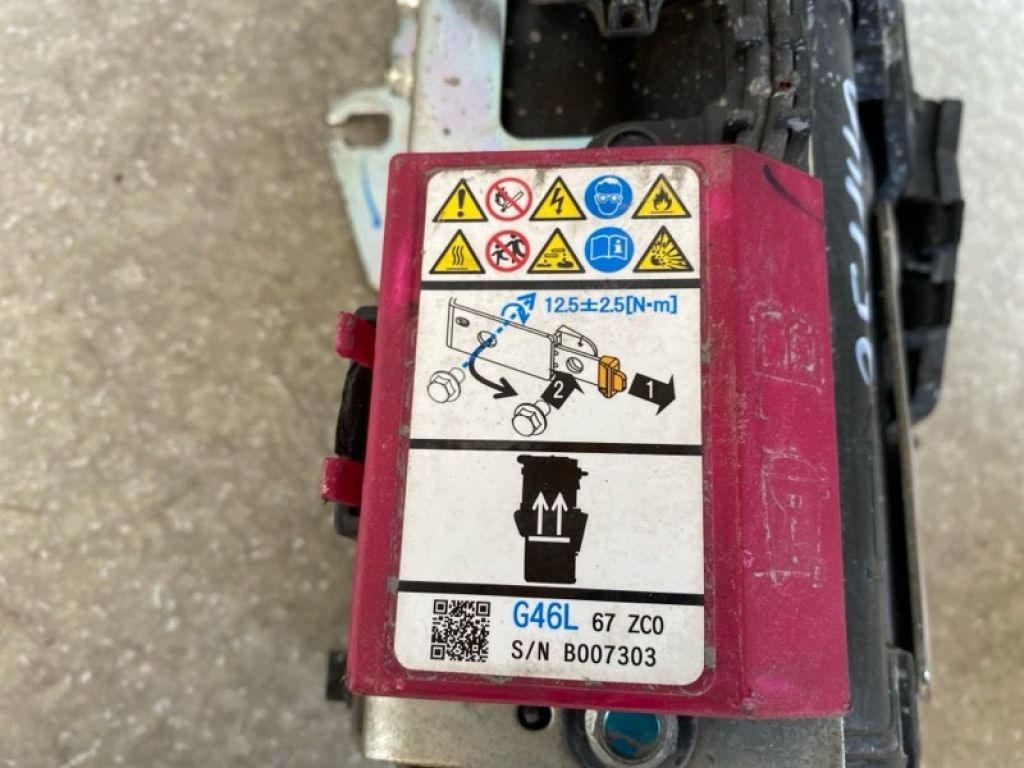 12.5±2.5[N·m]
2
1
G46L 67 ZC0
S/N B007303